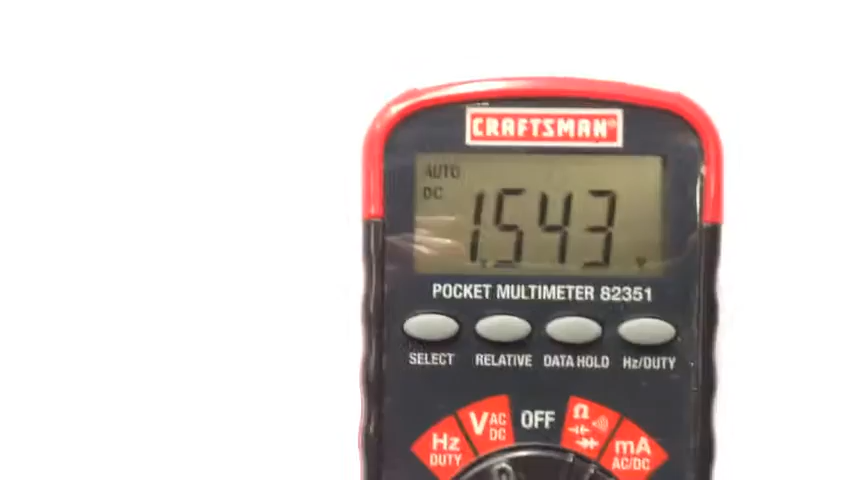 CRAFTSMAN®
AUTO
DC
1.543
V
POCKET MULTIMETER 82351
SELECT RELATIVE DATA HOLD Hz/DUTY
Hz DUTY
V AC DC
OFF
Ω
mA AC/DC